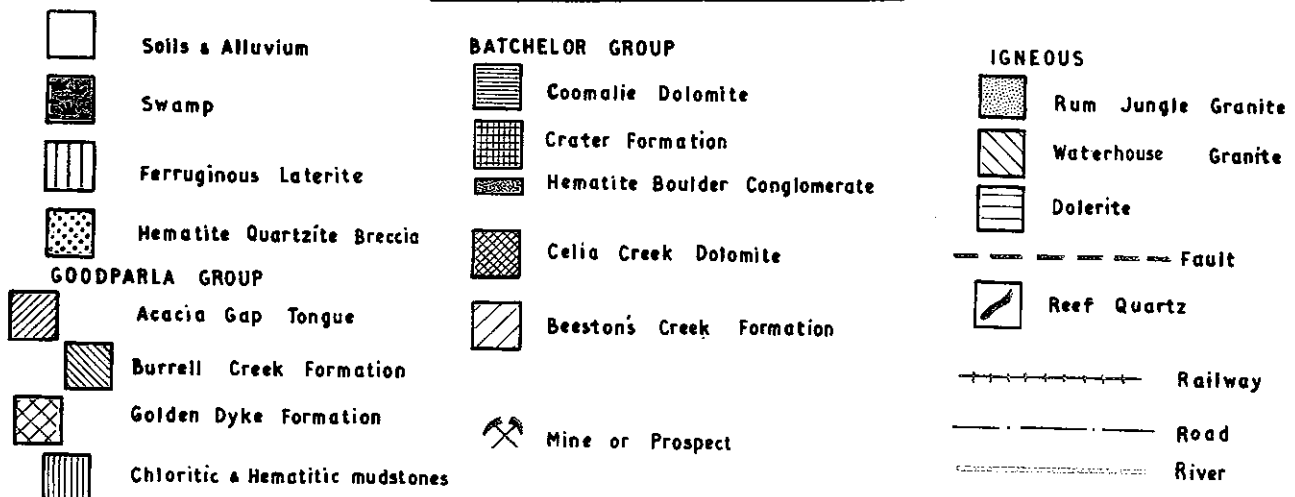 Soils & Alluvium
Swamp
Ferruginous Laterite
Hematite Quartzite Breccia
GOODPARLA GROUP
Acacia Gap Tongue
Burrell Creek Formation
Golden Dyke Formation
Chloritic & Hematitic mudstones
BATCHELOR GROUP
Coomalie Dolomite
Crater Formation
Hematite Boulder Conglomerate
Celia Creek Dolomite
Beeston's Creek Formation
Mine or Prospect
IGNEOUS
Rum Jungle Granite
Waterhouse Granite
Dolerite
Fault
Reef Quartz
Railway
Road
River